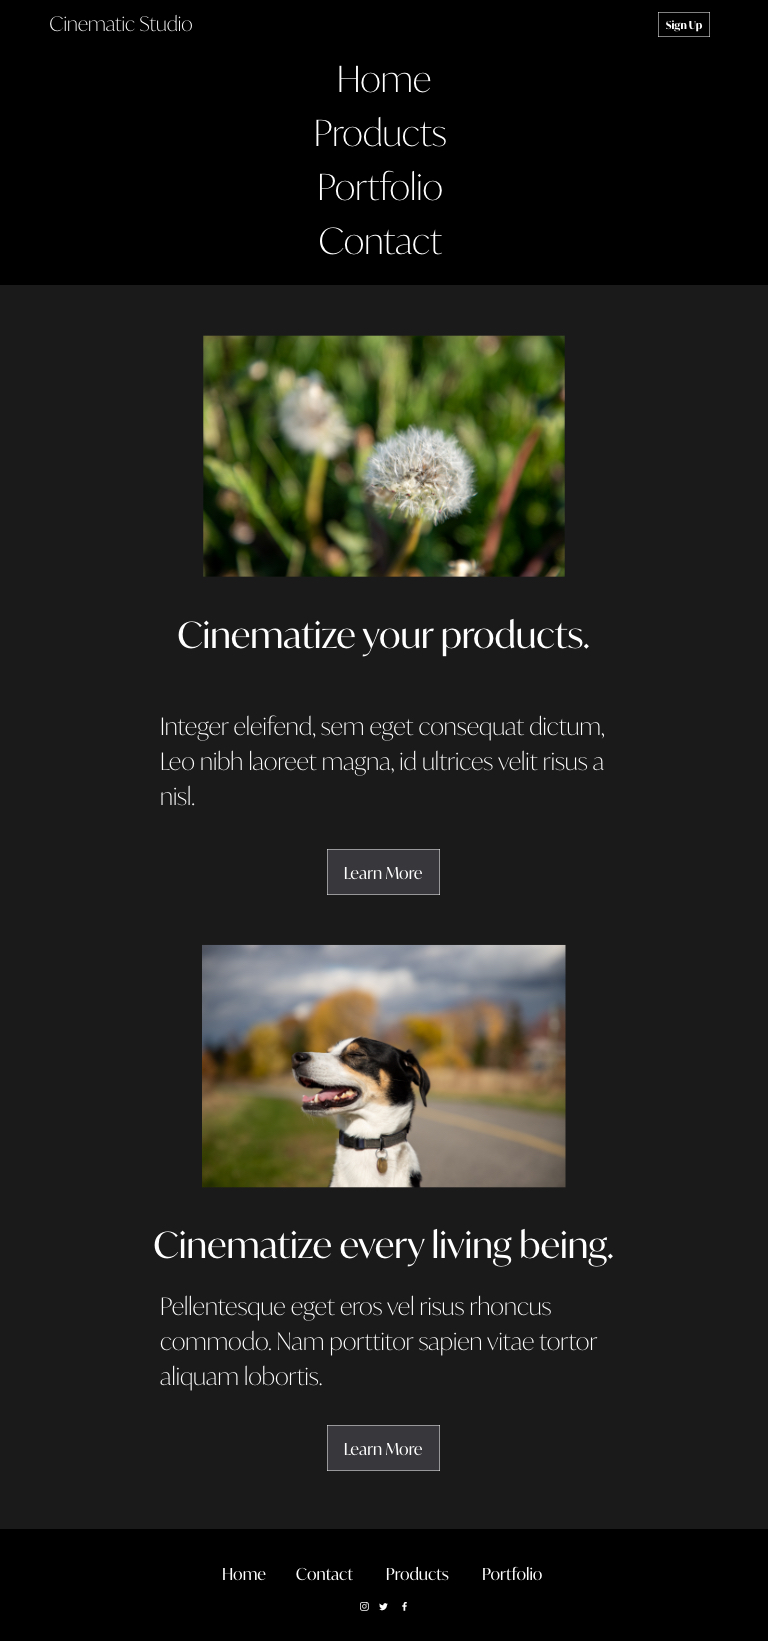 Cinematic Studio
Sign Up
Home
Products
Portfolio
Contact
Cinematize your products.
Integer eleifend, sem eget consequat dictum,
Leo nibh laoreet magna, id ultrices velit risus a
nisl.
Learn More
Cinematize every living being.
Pellentesque eget eros vel risus rhoncus
commodo. Nam porttitor sapien vitae tortor
aliquam lobortis.
Learn More
Home Contact Products Portfolio